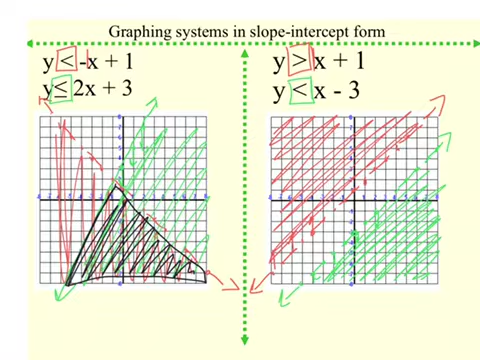 Graphing systems in slope-intercept form
y < -x + 1
y ≤ 2x + 3
y > x + 1
y < x - 3